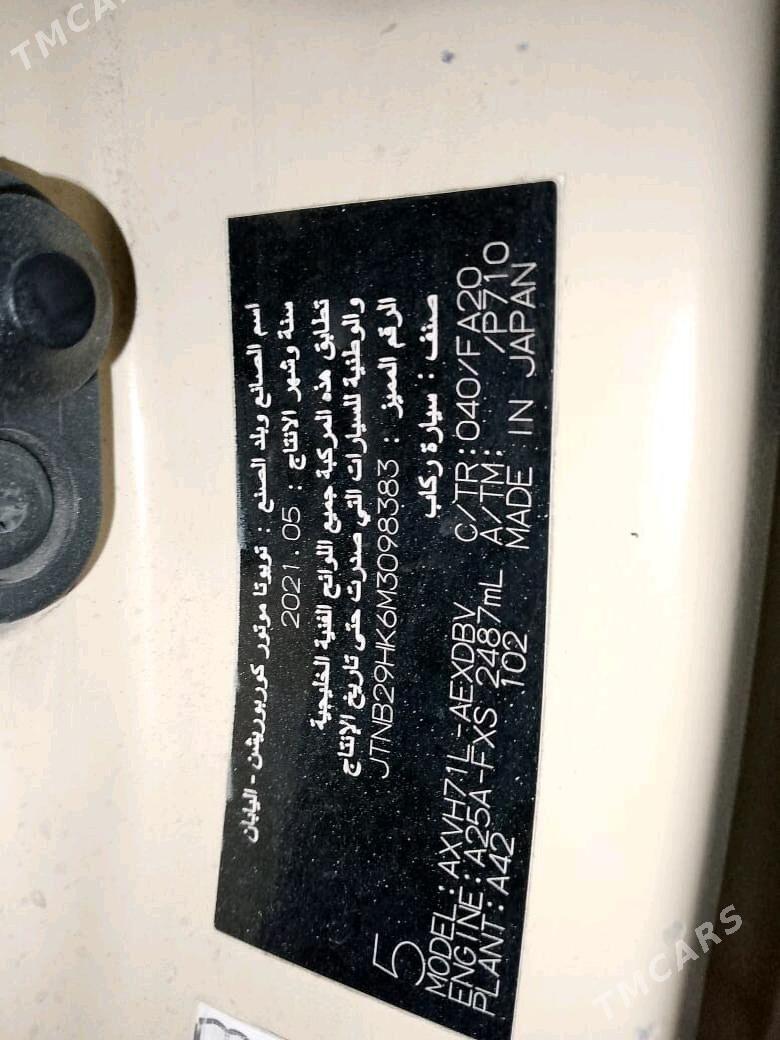 TMCARS
اسم الصانع وبلد الصنع : تويوتا موتور كوربوريشن - اليابان
سنة وشهر الانتاج : 2021.05
تطابق هذه المركبة جميع اللوائح الفنية الخليجية
والوطنية للسيارات التي صدرت حتى تاريخ الإنتاج
الرقم المميز : JTNB29HK6M3098383
صنف : سيارة ركاب
5
MODEL:AXVH71L-AEXDBV C/TR:040/FA20
ENGINE:A25A-FXS 2487mL A/TM: /P710
PLANT:A42 102 MADE IN JAPAN
TMCARS